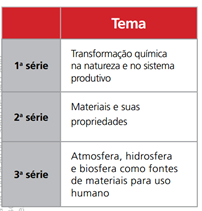 Tema
1ª série
Transformação química
na natureza e no sistema
produtivo
2ª série
Materiais e suas
propriedades
3ª série
Atmosfera, hidrosfera
e biosfera como fontes
de materiais para uso
humano